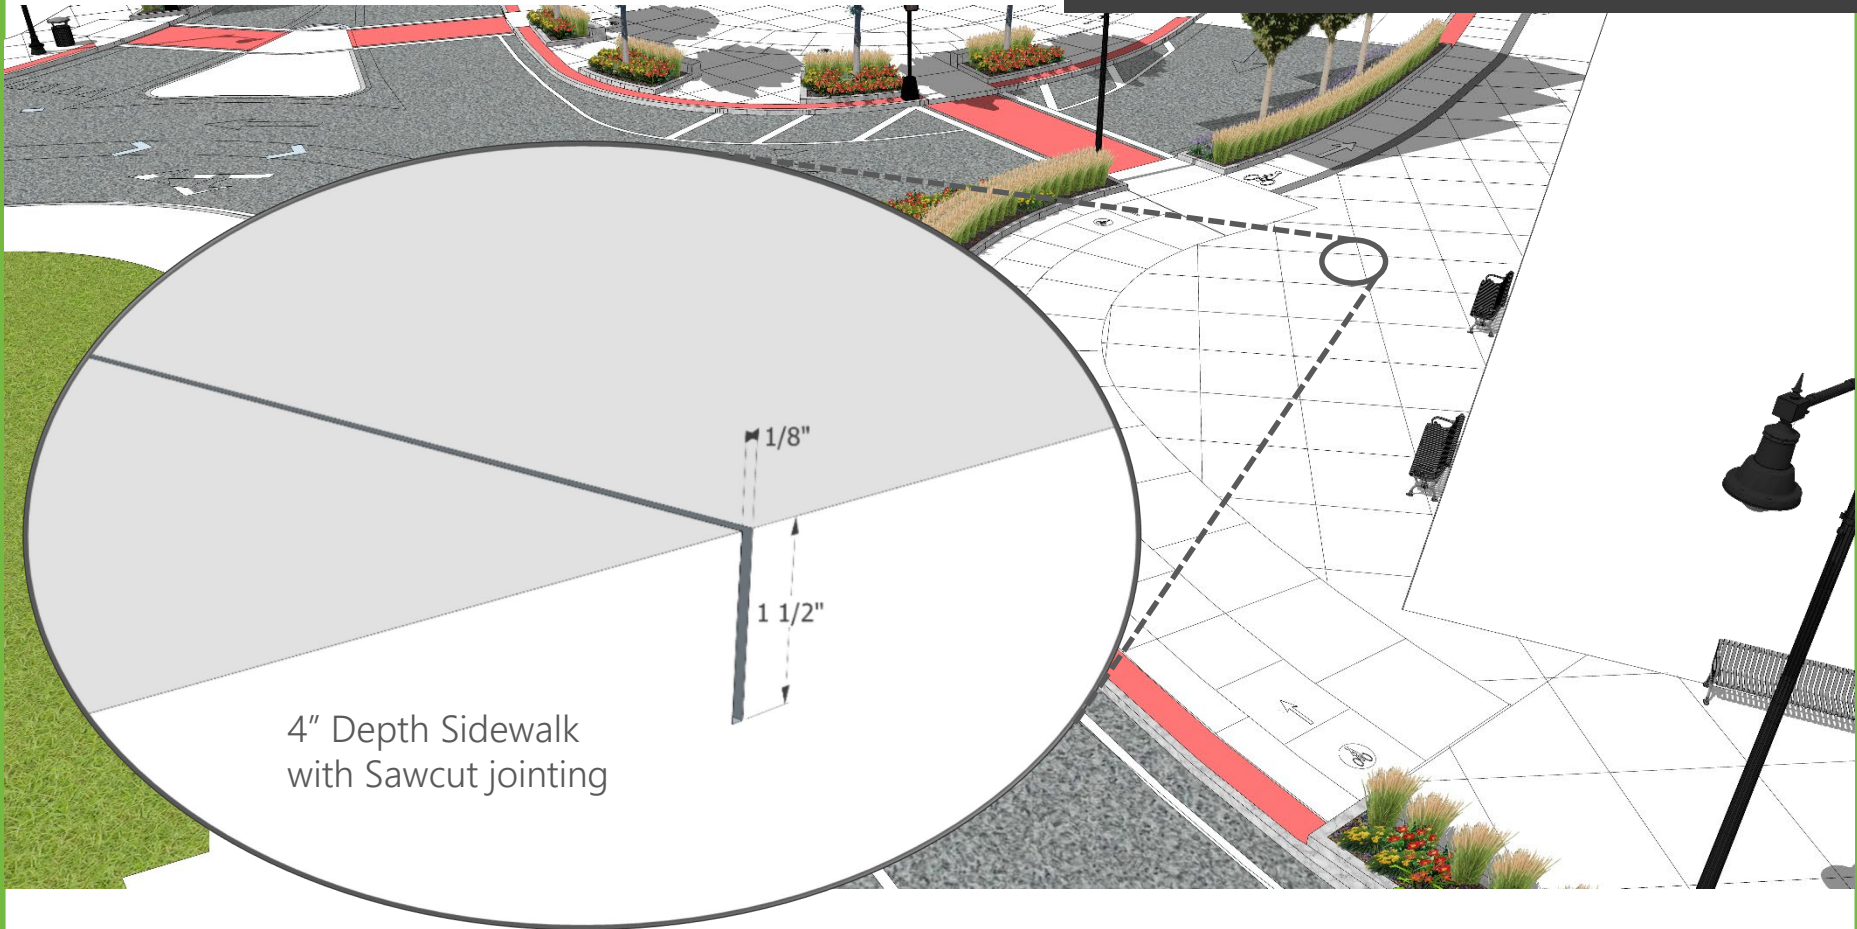 1/8"
1 1/2"
4” Depth Sidewalk
with Sawcut jointing